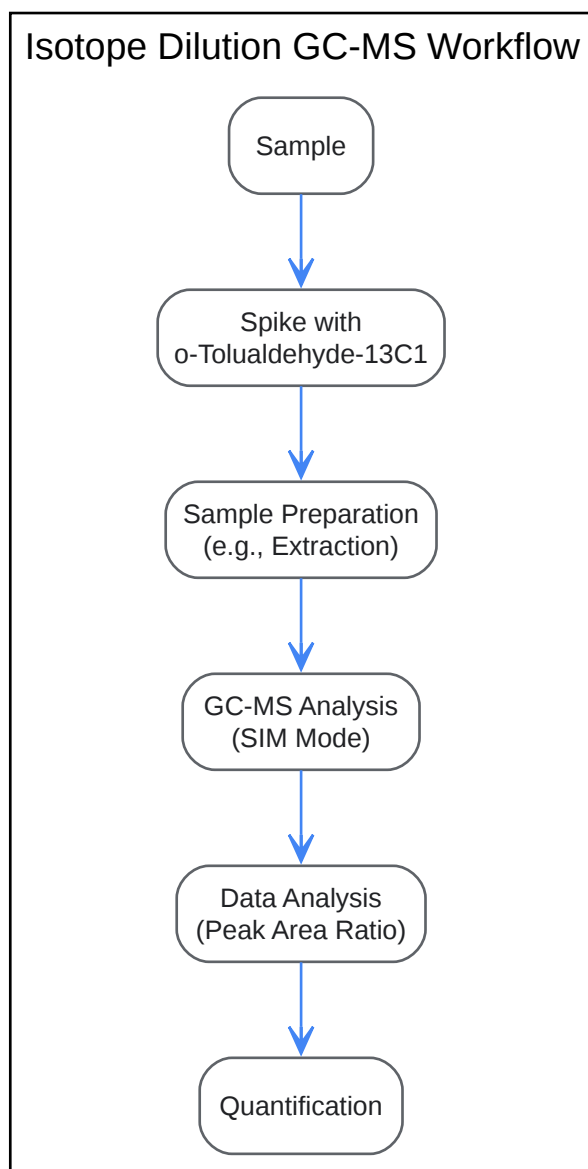 Isotope Dilution GC-MS Workflow
Sample
Spike with
o-Tolualdehyde-13C1
Sample Preparation
(e.g., Extraction)
GC-MS Analysis
(SIM Mode)
Data Analysis
(Peak Area Ratio)
Quantification